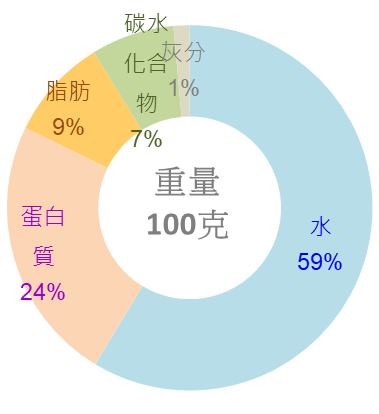 碳水
化合
物
7%
灰分
1%
脂肪
9%
重量
100克
蛋白
質
24%
水
59%